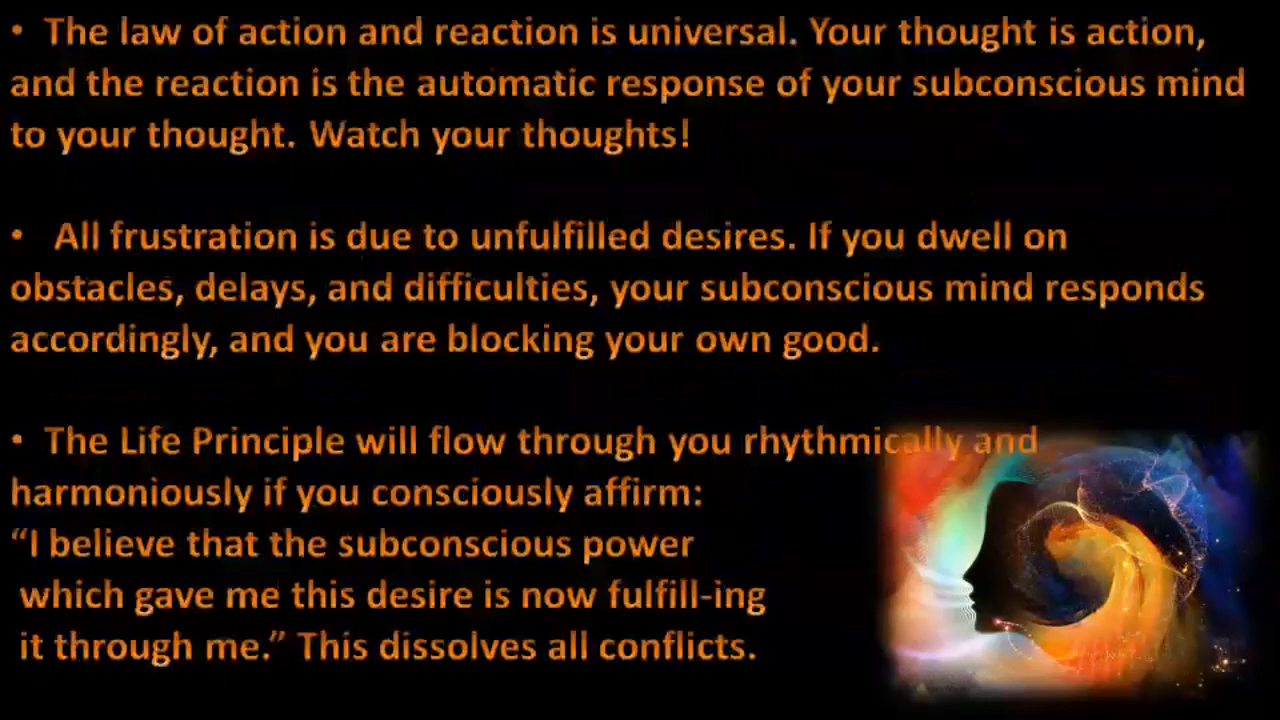 • The law of action and reaction is universal. Your thought is action,
and the reaction is the automatic response of your subconscious mind
to your thought. Watch your thoughts!
• All frustration is due to unfulfilled desires. If you dwell on
obstacles, delays, and difficulties, your subconscious mind responds
accordingly, and you are blocking your own good.
• The Life Principle will flow through you rhythmically and
harmoniously if you consciously affirm:
“I believe that the subconscious power
which gave me this desire is now fulfill-ing
it through me.” This dissolves all conflicts.